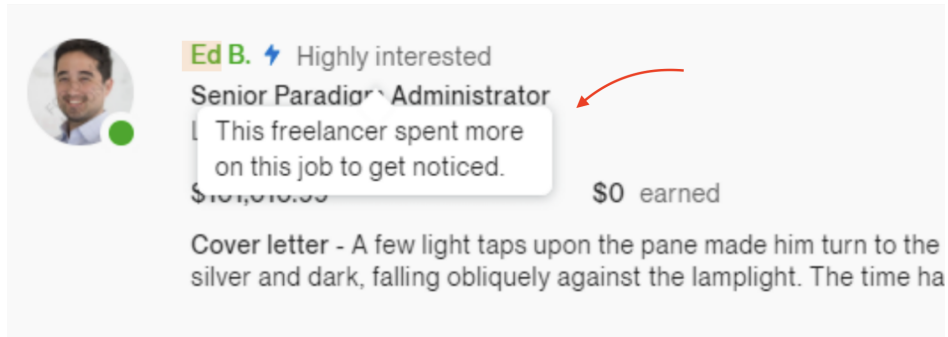 Ed B. Highly interested
Senior Paradigm Administrator
This freelancer spent more
on this job to get noticed.
$0 earned
Cover letter - A few light taps upon the pane made him turn to the
silver and dark, falling obliquely against the lamplight. The time ha